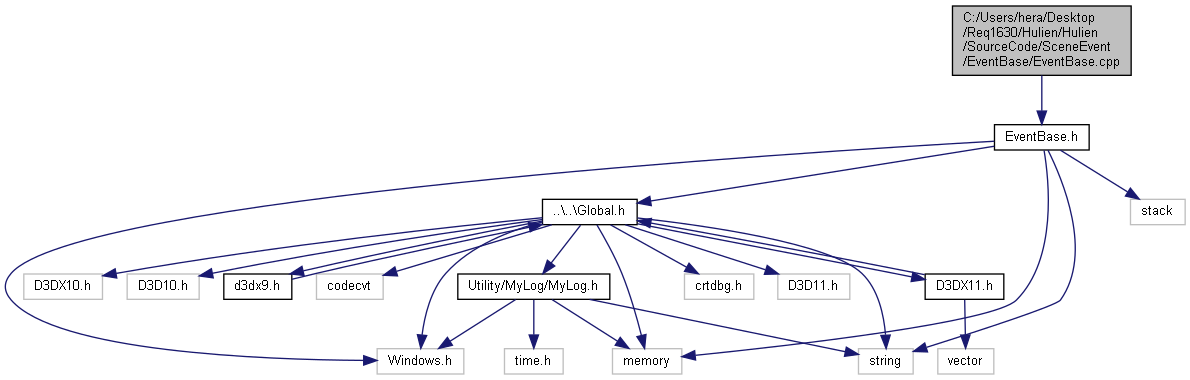 C:/Users/hera/Desktop
/Req1630/Hulien/Hulien
/SourceCode/SceneEvent
/EventBase/EventBase.cpp
EventBase.h
..\..\Global.h
stack
D3DX10.h
D3D10.h
d3dx9.h
codecvt
Utility/MyLog/MyLog.h
crtdbg.h
D3D11.h
D3DX11.h
Windows.h
time.h
memory
string
vector